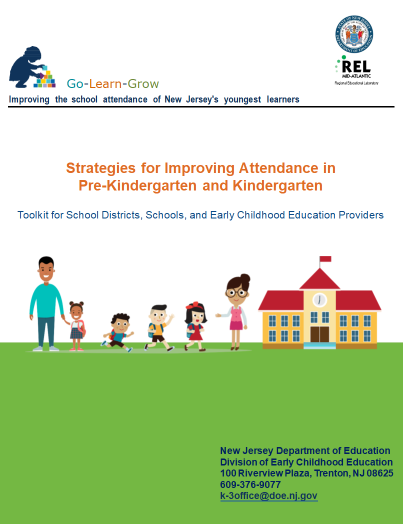 Go-Learn-Grow
Improving the school attendance of New Jersey's youngest learners
REL
MID-ATLANTIC
Regional Educational Laboratory
Strategies for Improving Attendance in
Pre-Kindergarten and Kindergarten
Toolkit for School Districts, Schools, and Early Childhood Education Providers
New Jersey Department of Education
Division of Early Childhood Education
100 Riverview Plaza, Trenton, NJ 08625
609-376-9077
k-3office@doe.nj.gov